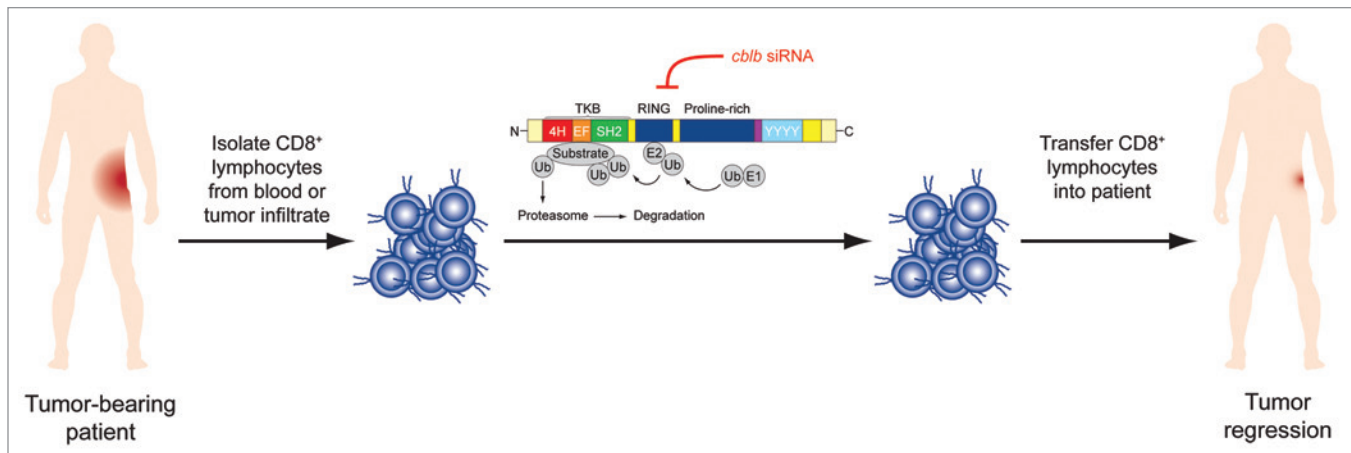 Tumor-bearing
patient
Isolate CD8⁺
lymphocytes
from blood or
tumor infiltrate
cblb siRNA
TKB RING Proline-rich
N 4H EF SH2 YYYY C
Substrate E2
Ub Ub Ub Ub Ub E1
Proteasome Degradation
Transfer CD8⁺
lymphocytes
into patient
Tumor
regression